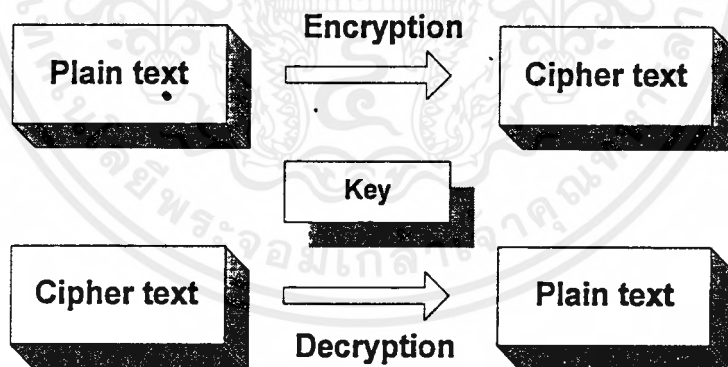 Encryption
Plain text
Cipher text
Key
Cipher text
Plain text
Decryption